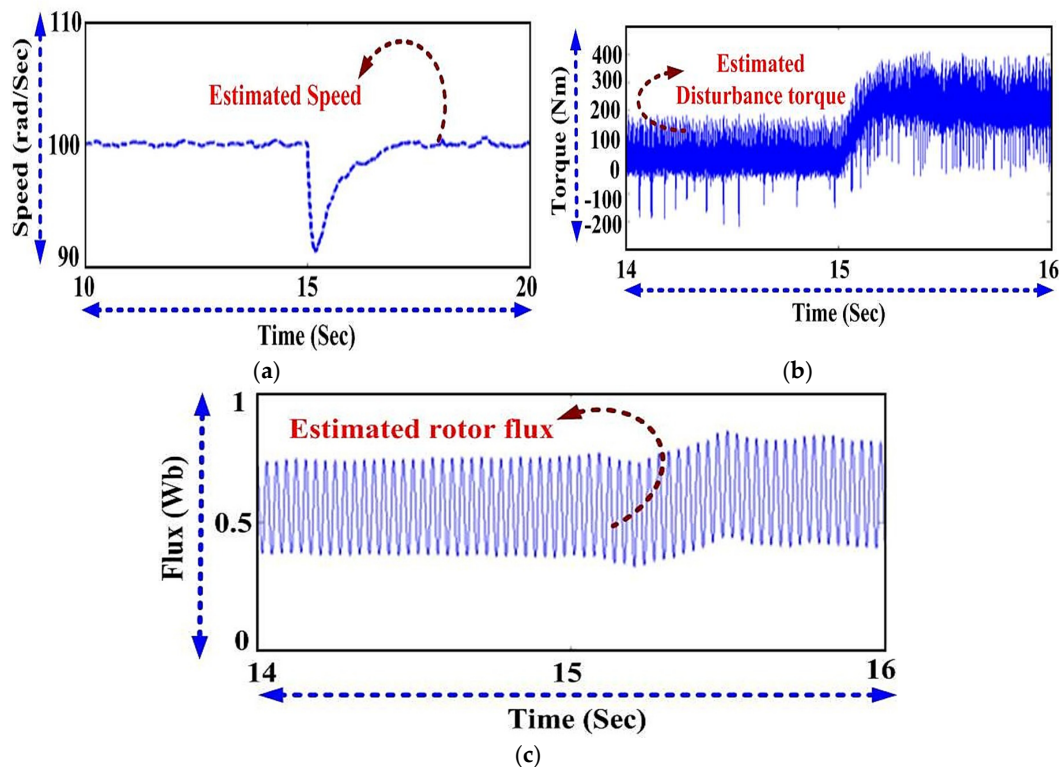 110
100
90
Speed (rad/Sec)
Estimated Speed
10
15
20
Time (Sec)
(a)
400
300
200
100
0
-100
-200
Torque (Nm)
Estimated
Disturbance torque
14
15
16
Time (Sec)
(b)
1
0.5
0
Flux (Wb)
Estimated rotor flux
14
15
16
Time (Sec)
(c)